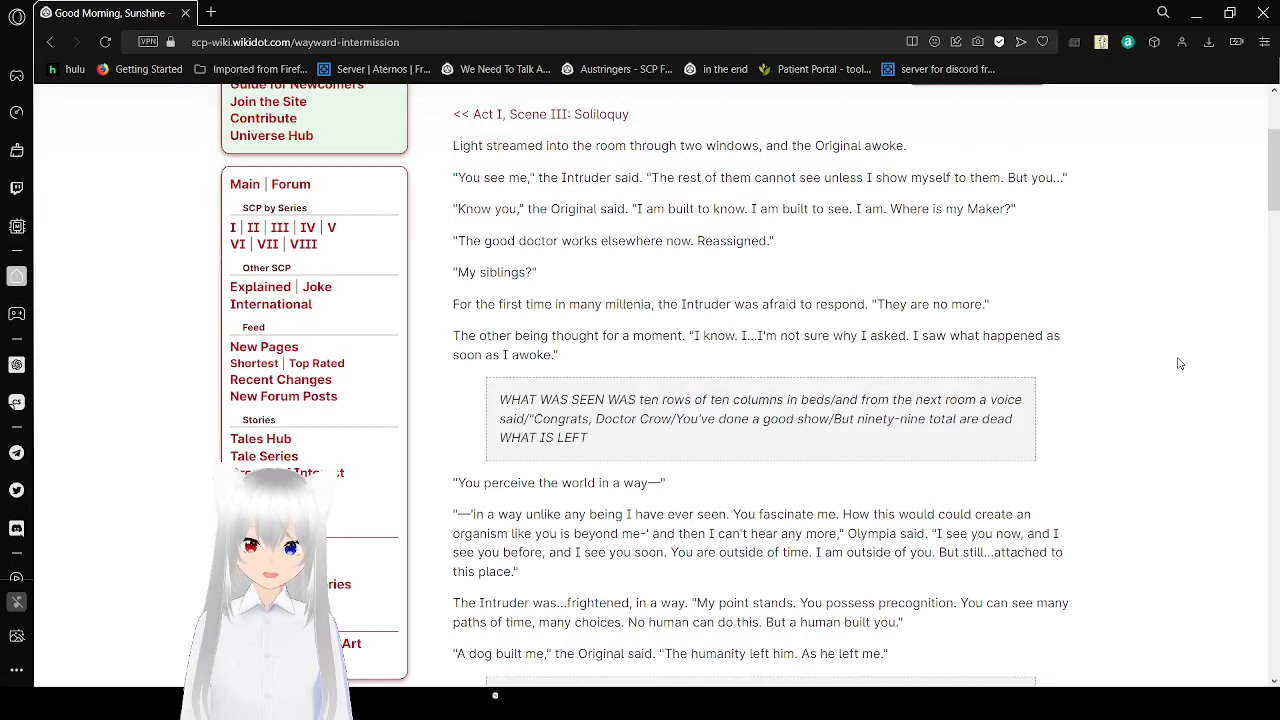 Good Morning, Sunshine -
scp-wiki.wikidot.com/wayward-intermission
VPN
h hulu
Getting Started
Imported from Firef...
Server | Aternos | Fr...
We Need To Talk A...
Austringers - SCP F...
in the end
Patient Portal - tool...
server for discord fr...
Guide for Newcomers
Join the Site
Contribute
Universe Hub
Main | Forum
SCP by Series
I | II | III | IV | V
VI | VII | VIII
Other SCP
Explained | Joke
International
Feed
New Pages
Shortest | Top Rated
Recent Changes
New Forum Posts
Stories
Tales Hub
Tale Series
Art
<< Act I, Scene III: Soliloquy
Light streamed into the room through two windows, and the Original awoke.
"You see me," the Intruder said. "The rest of them cannot see unless I show myself to them. But you..."
"Know you," the Original said. "I am built to know. I am built to see. I am. Where is my Maker?"
"The good doctor works elsewhere now. Reassigned."
"My siblings?"
For the first time in many millenia, the Intruder was afraid to respond. "They are no more."
The other being thought for a moment. "I know. I...I'm not sure why I asked. I saw what happened as
soon as I awoke."
WHAT WAS SEEN WAS ten rows of ten columns in beds/and from the next room a voice
said/"Congrats, Doctor Crow/You've done a good show/But ninety-nine total are dead
WHAT IS LEFT
"You perceive the world in a way—"
"—'in a way unlike any being I have ever seen. You fascinate me. How this would could create an
organism like you is beyond me-' and then I can't hear any more," Olympia said. "I see you now, and I
see you before, and I see you soon. You are outside of time. I am outside of you. But still...attached to
this place."
The Intruder was...frightened, in a way. "My point stands. You possess precognition. You can see many
paths of time, many choices. No human can do this. But a human built you."
"A dog built me," the Original said. "The humanity left him. As he left me."